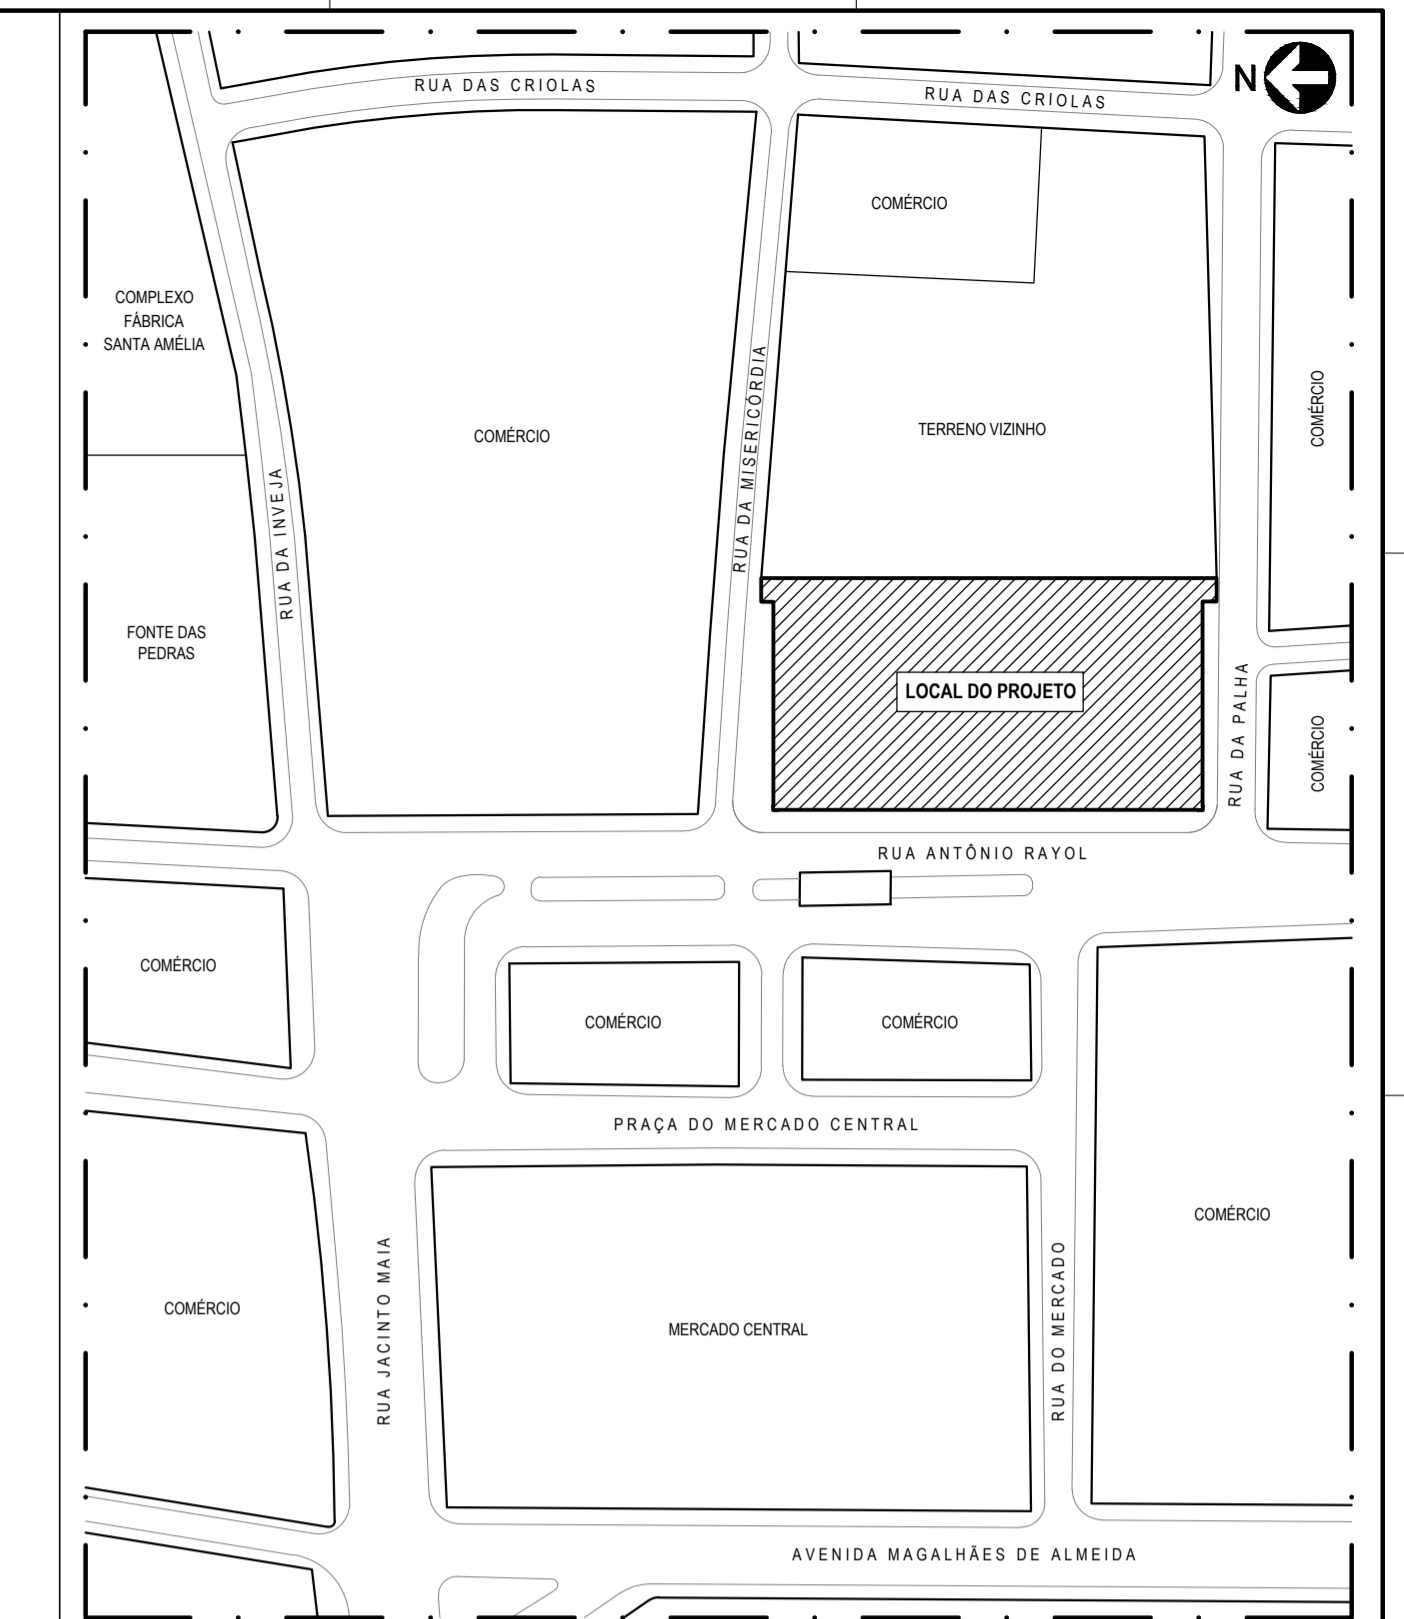 RUA DAS CRIOLAS
RUA DAS CRIOLAS
N
COMÉRCIO
COMPLEXO
FÁBRICA
SANTA AMÉLIA
COMÉRCIO
RUA DA MISERICÓRDIA
TERRENO VIZINHO
COMÉRCIO
RUA DA INVEJA
FONTE DAS
PEDRAS
LOCAL DO PROJETO
RUA DA PALHA
COMÉRCIO
RUA ANTÔNIO RAYOL
COMÉRCIO
COMÉRCIO
COMÉRCIO
PRAÇA DO MERCADO CENTRAL
COMÉRCIO
COMÉRCIO
RUA JACINTO MAIA
MERCADO CENTRAL
RUA DO MERCADO
AVENIDA MAGALHÃES DE ALMEIDA